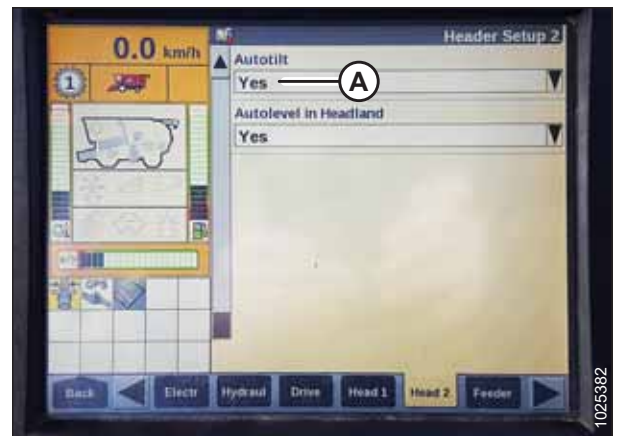 0.0 km/h
Header Setup 2
1
Autotilt
Yes
A
Autolevel in Headland
Yes
GPS
Back
Electr
Hydraul
Drive
Head 1
Head 2
Feeder
1025382